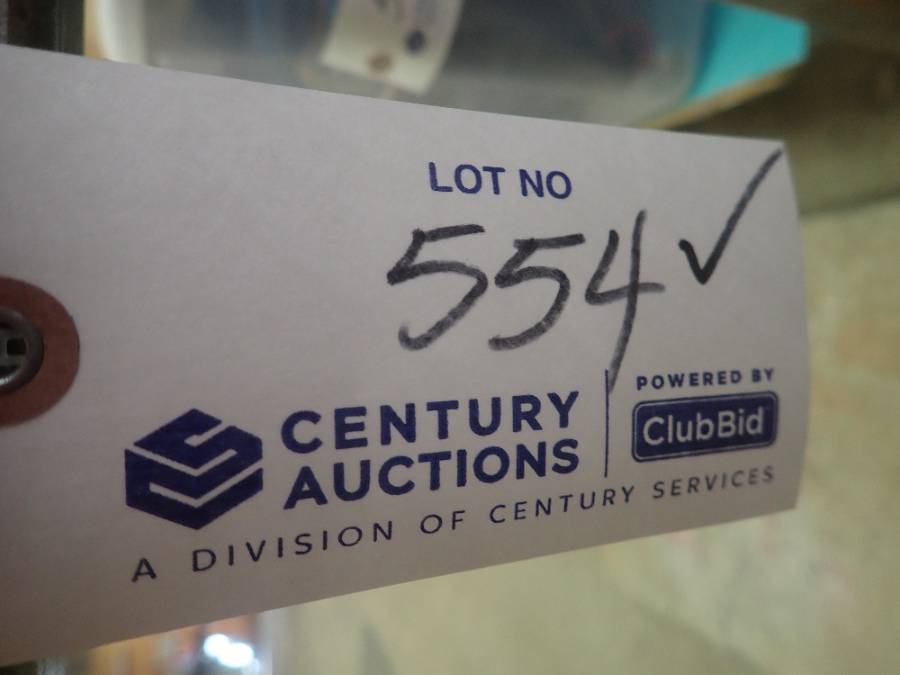 LOT NO
554 ✓
CENTURY
AUCTIONS
POWERED BY
ClubBid
A DIVISION OF CENTURY SERVICES